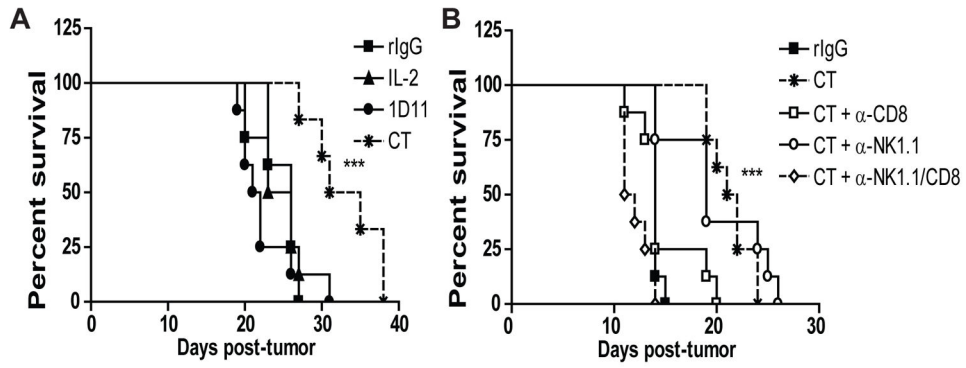 A
Percent survival
125
100
75
50
25
0
0
10
20
30
40
Days post-tumor
rIgG
IL-2
1D11
CT
***
B
Percent survival
125
100
75
50
25
0
0
10
20
30
Days post-tumor
rIgG
CT
CT + α-CD8
CT + α-NK1.1
CT + α-NK1.1/CD8
***